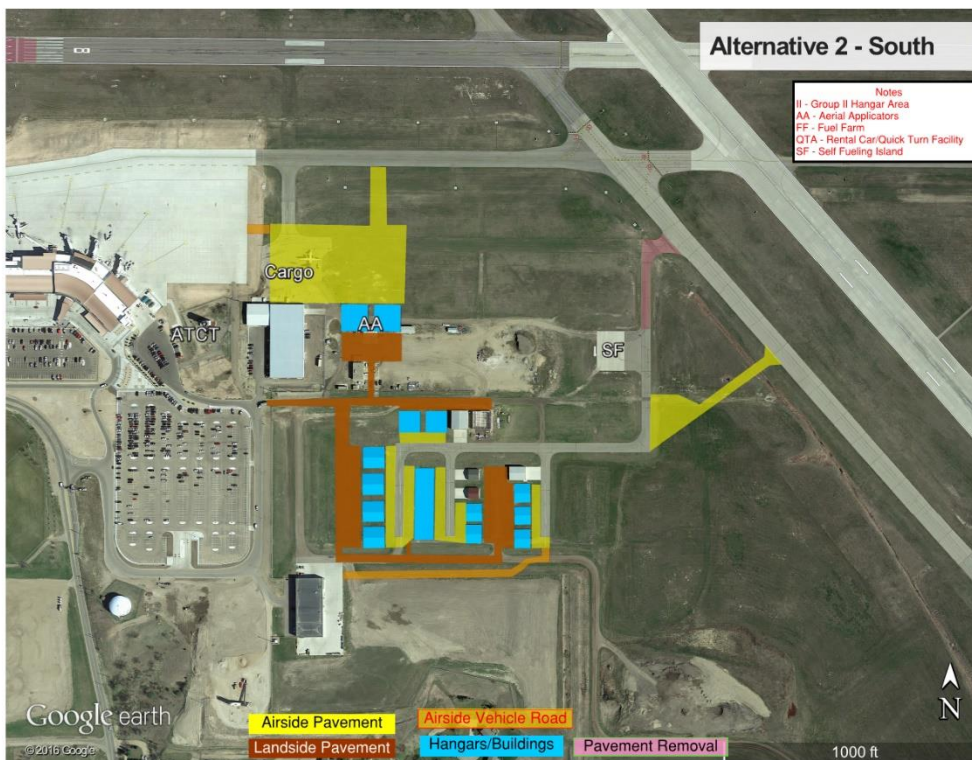 Alternative 2 - South
Notes
II - Group II Hangar Area
AA - Aerial Applicators
FF - Fuel Farm
QTA - Rental Car/Quick Turn Facility
SF - Self Fueling Island
Cargo
ATCT
AA
SF
N
Google earth
©2016 Google
Airside Pavement
Airside Vehicle Road
Landside Pavement
Hangars/Buildings
Pavement Removal
1000 ft